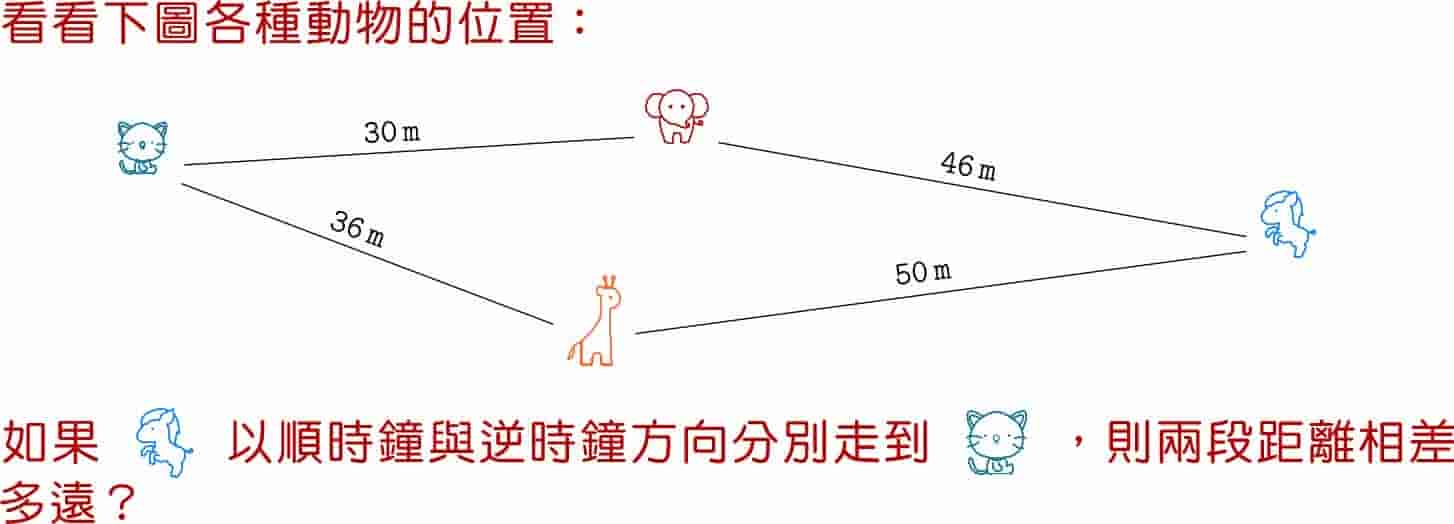 看看下圖各種動物的位置：
30 m
46 m
36 m
50 m
如果 以順時鐘與逆時鐘方向分別走到 ，則兩段距離相差
多遠？